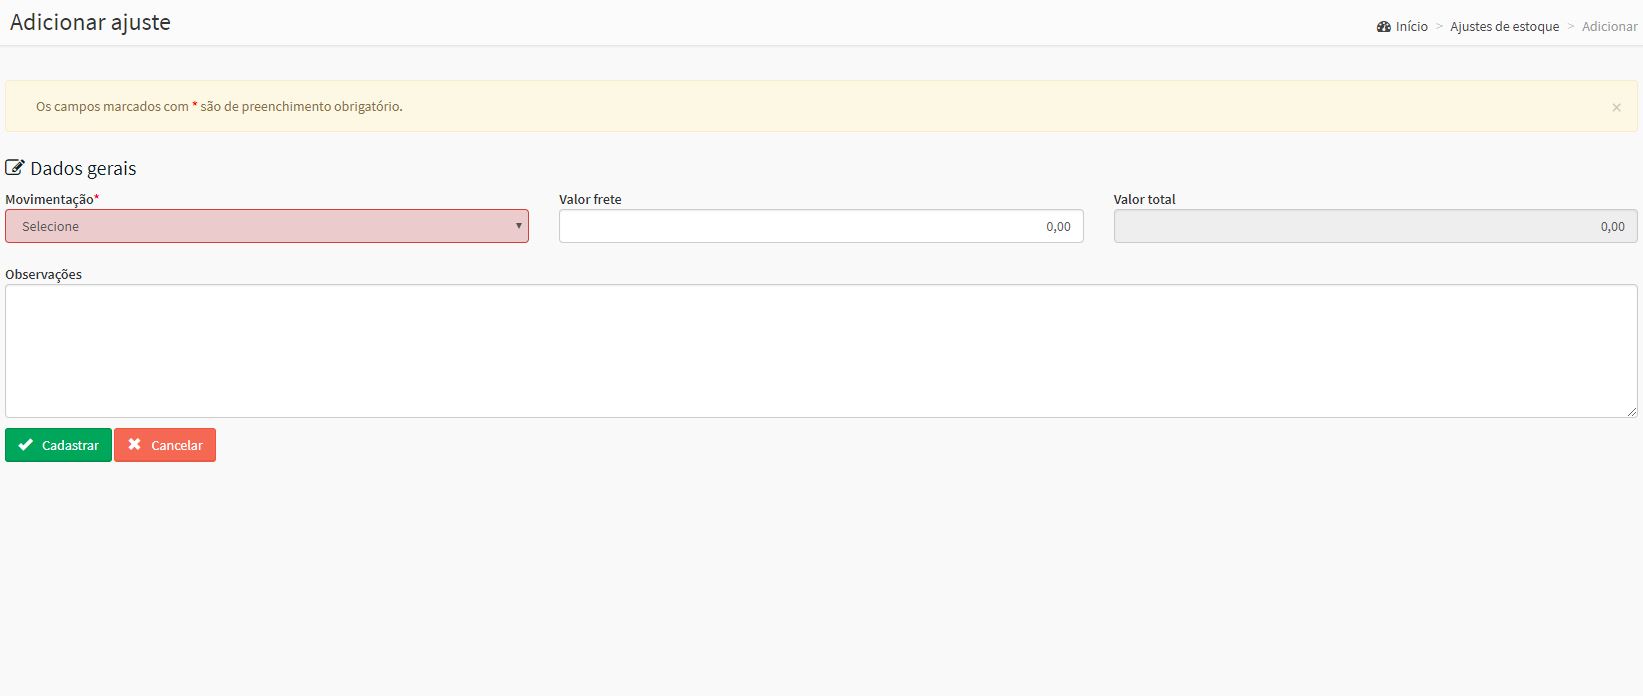 Adicionar ajuste
Início > Ajustes de estoque > Adicionar
Os campos marcados com * são de preenchimento obrigatório.
×
Dados gerais
Movimentação* Valor frete Valor total
Selecione 0,00 0,00
Observações
Cadastrar Cancelar